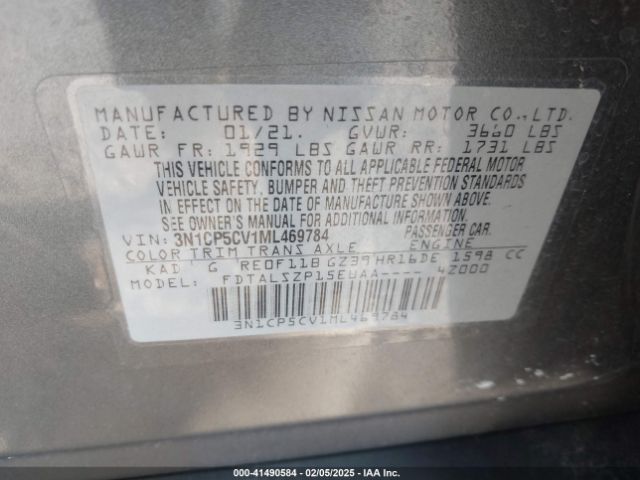 MANUFACTURED BY NISSAN MOTOR CO.,LTD.
DATE: 01/21. GVWR: 3660 LBS
GAWR FR: 1929 LBS GAWR RR: 1731 LBS
THIS VEHICLE CONFORMS TO ALL APPLICABLE FEDERAL MOTOR
VEHICLE SAFETY, BUMPER AND THEFT PREVENTION STANDARDS
IN EFFECT ON THE DATE OF MANUFACTURE SHOWN ABOVE.
SEE OWNER'S MANUAL FOR MORE INFORMATION.
VIN: 3N1CP5CV1ML469784 PASSENGER CAR.
COLOR TRIM TRANS AXLE ENGINE
KAD G RE0F11B GZ39 HR16DE 1598 CC
MODEL: FDTALSZP15EUAA---- 4Z000
3N1CP5CV1ML469784
000-41490584 | 02/05/2025 | IAA Inc.